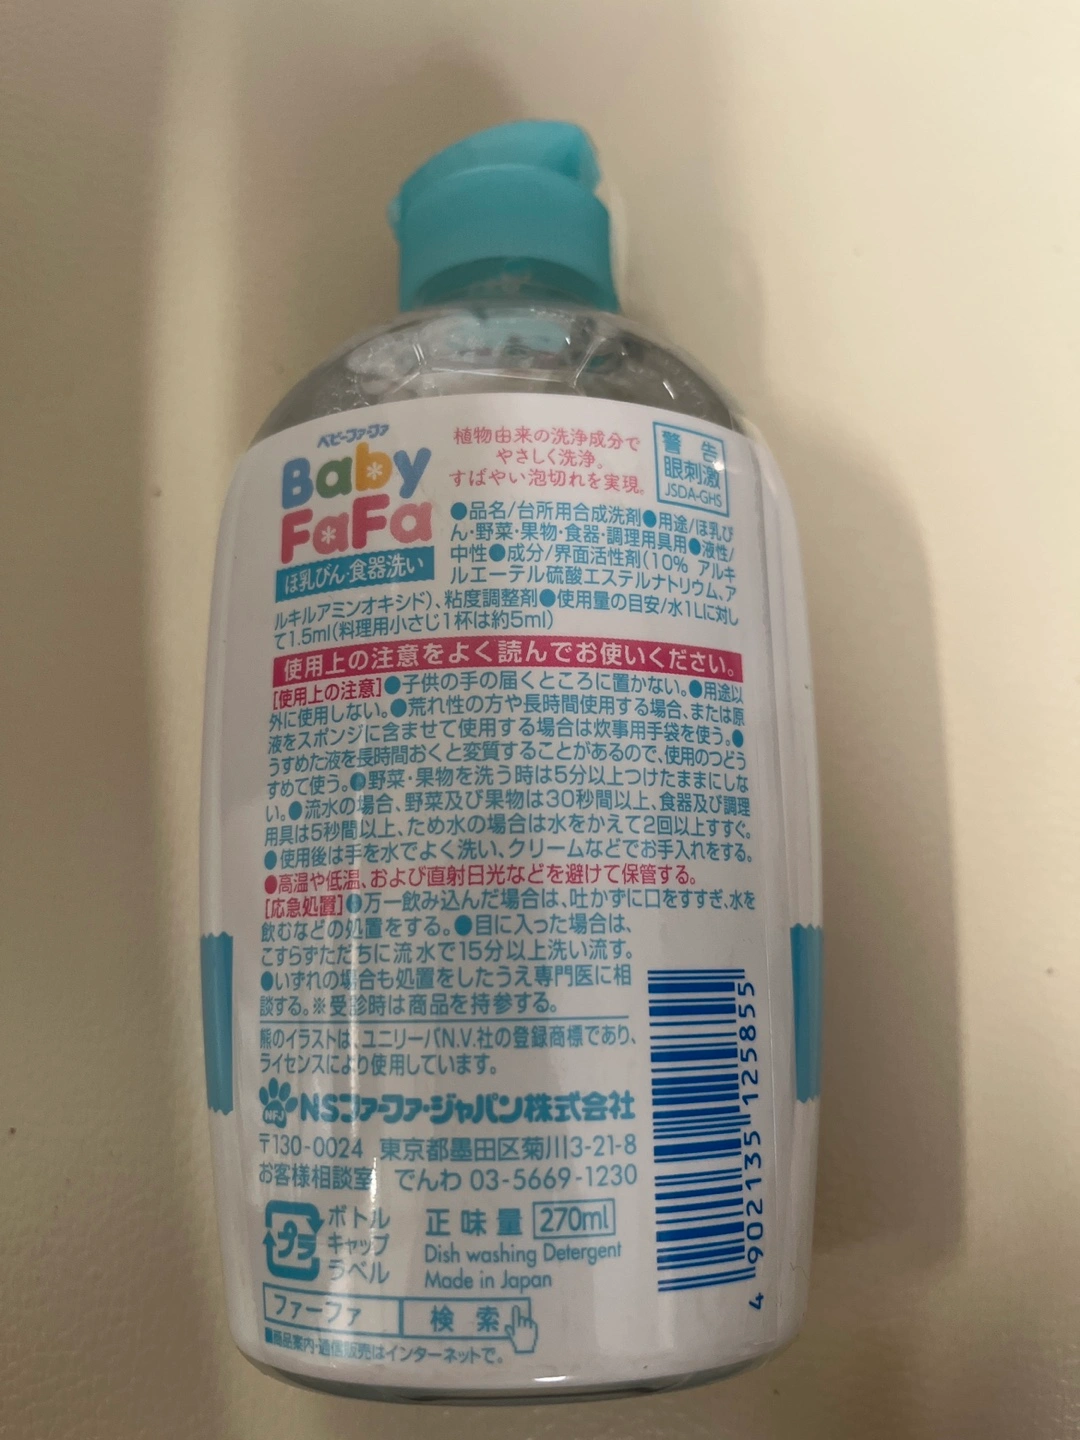 ベビーファーファ
Baby
FaFa
ほ乳びん・食器洗い
植物由来の洗浄成分で
やさしく洗浄。
すばやい泡切れを実現。
警告
眼刺激
JSDA-GHS
●品名/台所用合成洗剤●用途/ほ乳び
ん・野菜・果物・食器・調理用具用●液性/
中性●成分/界面活性剤(10% アルキ
ルエーテル硫酸エステルナトリウム、ア
ルキルアミンオキシド)、粘度調整剤●使用量の目安/水1Lに対し
て1.5ml(料理用小さじ1杯は約5ml)
使用上の注意をよく読んでお使いください。
[使用上の注意]●子供の手の届くところに置かない。●用途以
外に使用しない。●荒れ性の方や長時間使用する場合、または原
液をスポンジに含ませて使用する場合は炊事用手袋を使う。●
うすめた液を長時間おくと変質することがあるので、使用のつどう
すめて使う。●野菜・果物を洗う時は5分以上つけたままにしな
い。●流水の場合、野菜及び果物は30秒間以上、食器及び調理
用具は5秒間以上、ため水の場合は水をかえて2回以上すすぐ。
●使用後は手を水でよく洗い、クリームなどでお手入れをする。
●高温や低温、および直射日光などを避けて保管する。
[応急処置]●万一飲み込んだ場合は、吐かずに口をすすぎ、水を
飲むなどの処置をする。●目に入った場合は、
こすらずただちに流水で15分以上洗い流す。
●いずれの場合も処置をしたうえ専門医に相
談する。※受診時は商品を持参する。
熊のイラストは、ユニリーバN.V.社の登録商標であり、
ライセンスにより使用しています。
NFJ
NSファーファ・ジャパン株式会社
〒130-0024 東京都墨田区菊川3-21-8
お客様相談室 でんわ 03-5669-1230
プラ
ボトル
キャップ
ラベル
正味量 270ml
Dish washing Detergent
Made in Japan
ファーファ 検索
■商品案内・通信販売はインターネットで。
4902135125855